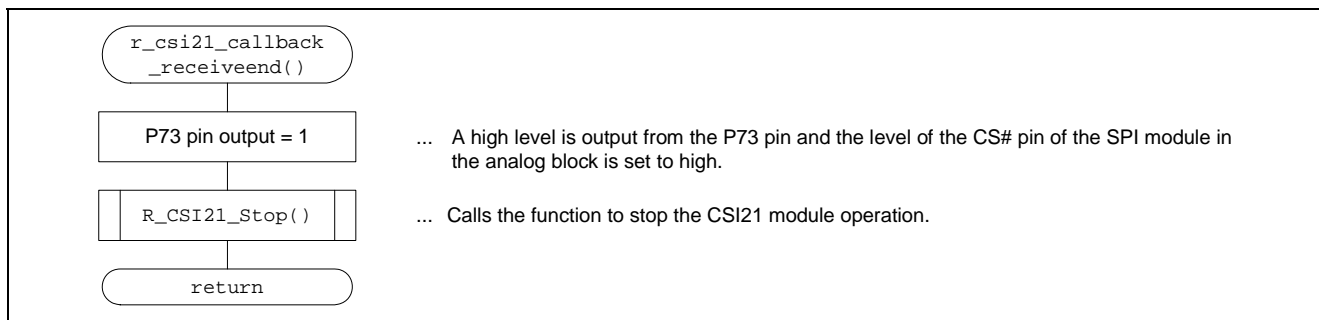 r_csi21_callback
_receiveend()
P73 pin output = 1
... A high level is output from the P73 pin and the level of the CS# pin of the SPI module in
the analog block is set to high.
R_CSI21_Stop()
... Calls the function to stop the CSI21 module operation.
return